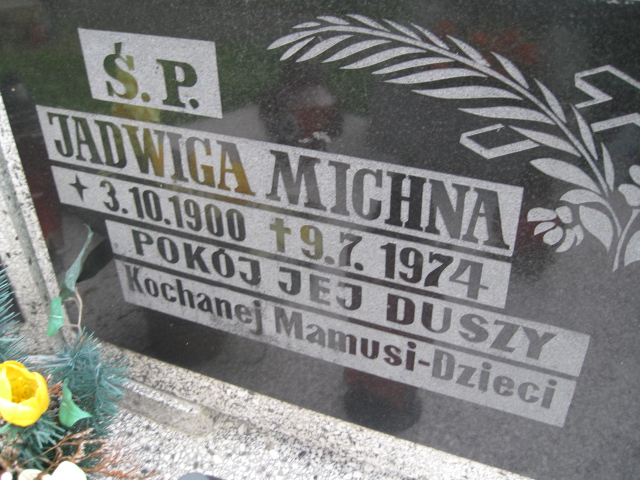 Ś.P.
JADWIGA MICHNA
✦ 3.10.1900 ✝ 9.7. 1974
POKÓJ JEJ DUSZY
Kochanej Mamusi-Dzieci